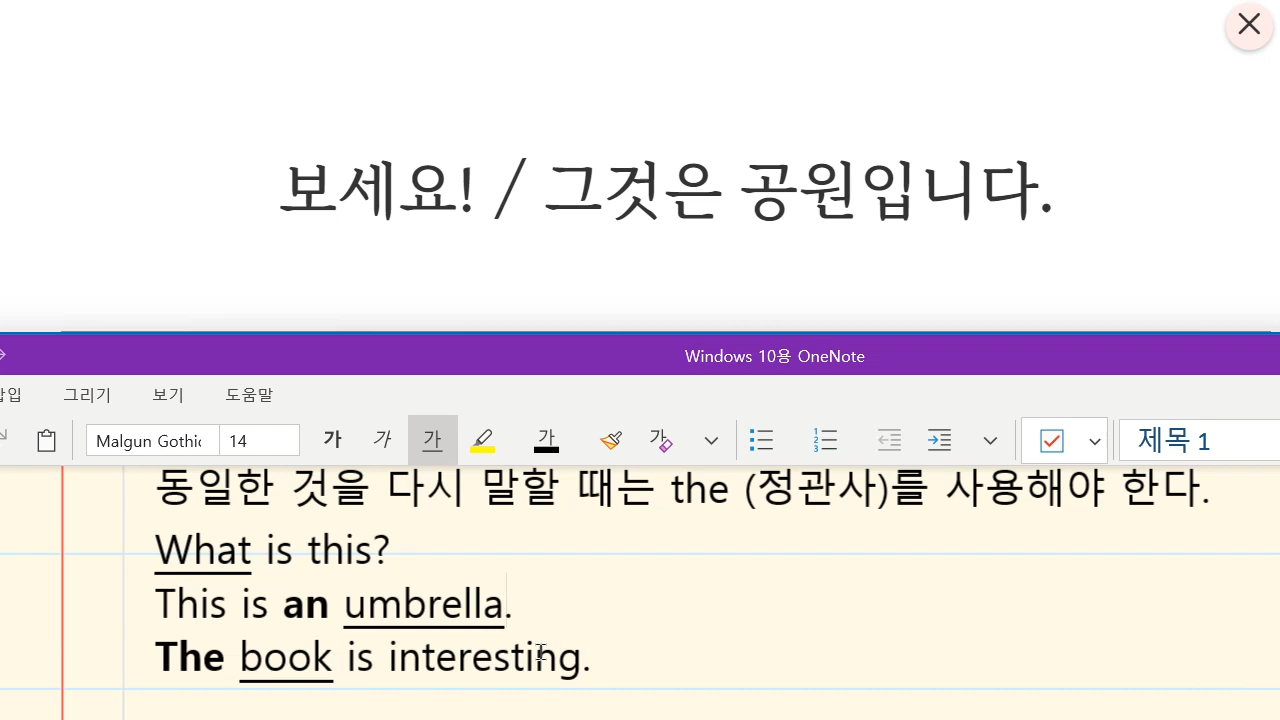 보세요! / 그것은 공원입니다.
Windows 10용 OneNote
삽입 그리기 보기 도움말
Malgun Gothic 14 가 가 가 가 가 제목 1
동일한 것을 다시 말할 때는 the (정관사)를 사용해야 한다.
What is this?
This is an umbrella.
The book is interesting.